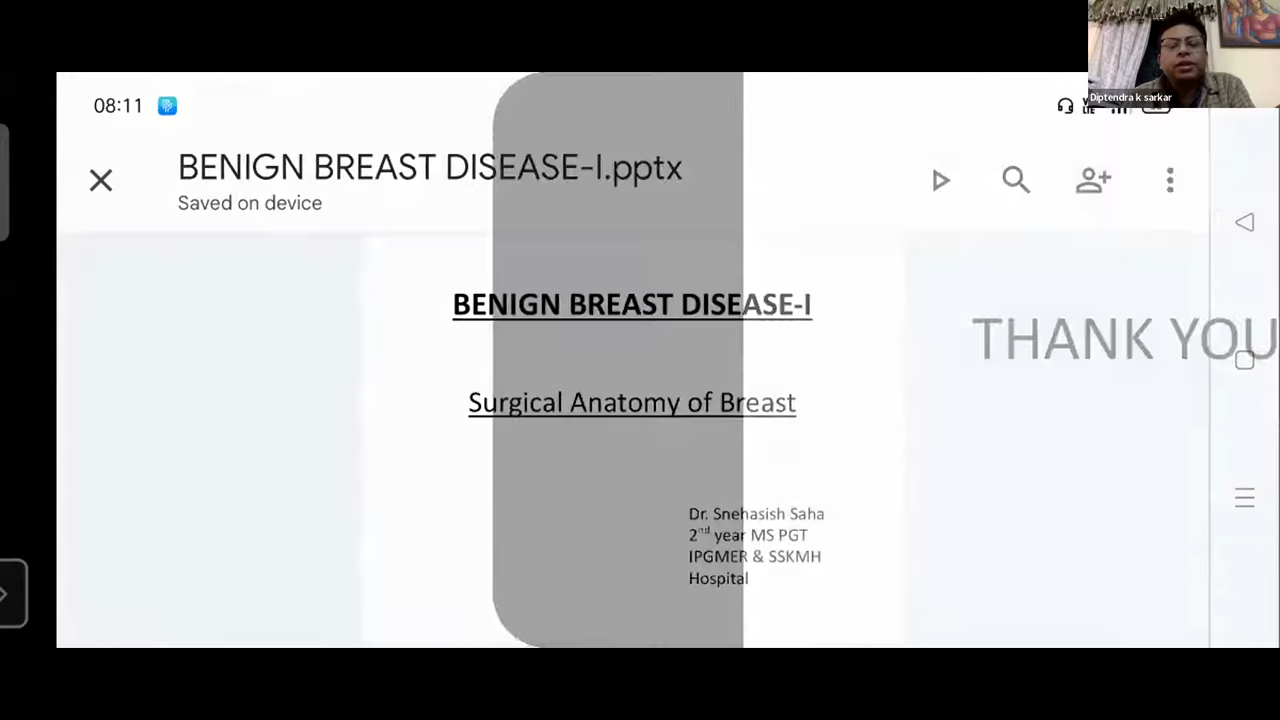 Diptendra k sarkar
08:11
BENIGN BREAST DISEASE-I.pptx
Saved on device
BENIGN BREAST DISEASE-I
THANK YOU
Surgical Anatomy of Breast
Dr. Snehasish Saha
2nd year MS PGT
IPGMER & SSKMH
Hospital